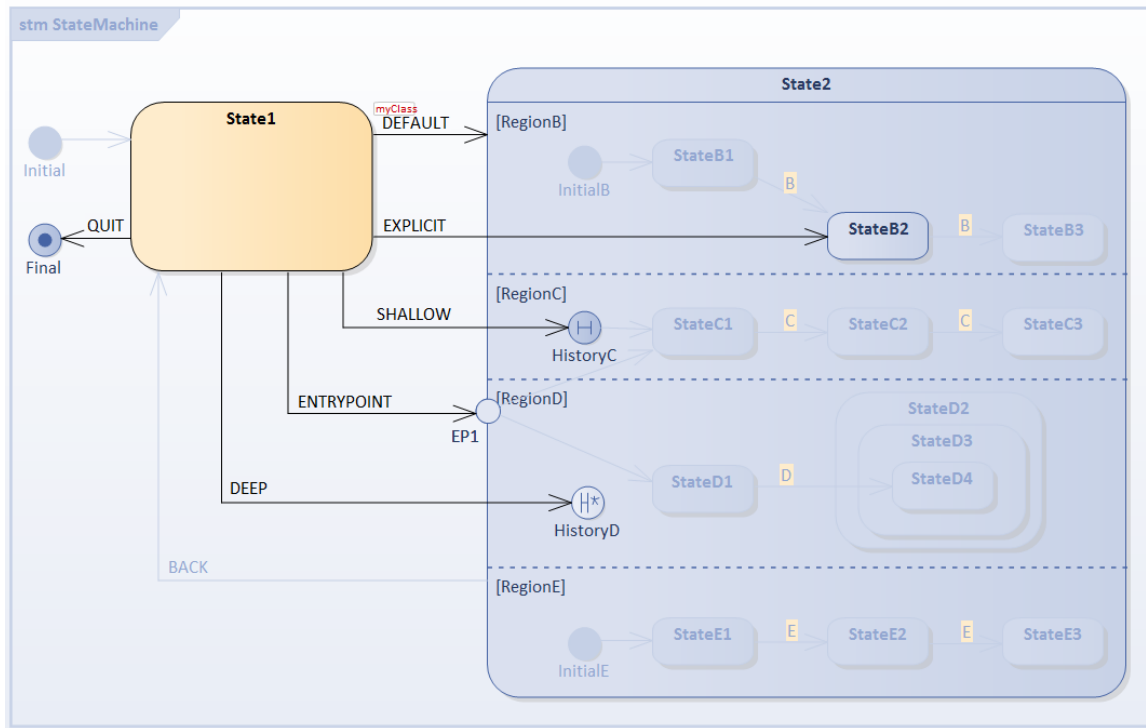 stm StateMachine
State2
myClass
State1
DEFAULT
[RegionB]
Initial
InitialB
StateB1
B
QUIT
EXPLICIT
StateB2
B
StateB3
Final
[RegionC]
SHALLOW
H
HistoryC
StateC1
C
StateC2
C
StateC3
ENTRYPOINT
[RegionD]
EP1
StateD2
StateD3
StateD1
D
StateD4
DEEP
H*
HistoryD
BACK
[RegionE]
InitialE
StateE1
E
StateE2
E
StateE3